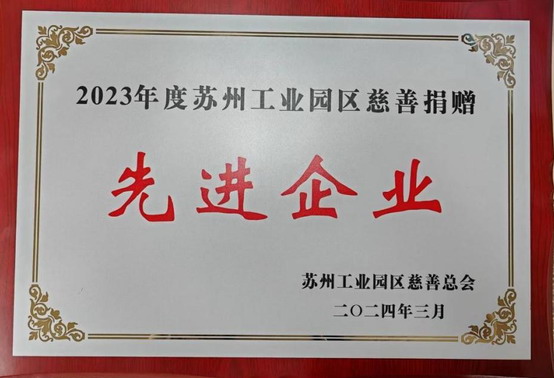 2023年度苏州工业园区慈善捐赠
先进企业
苏州工业园区慈善总会
二〇二四年三月